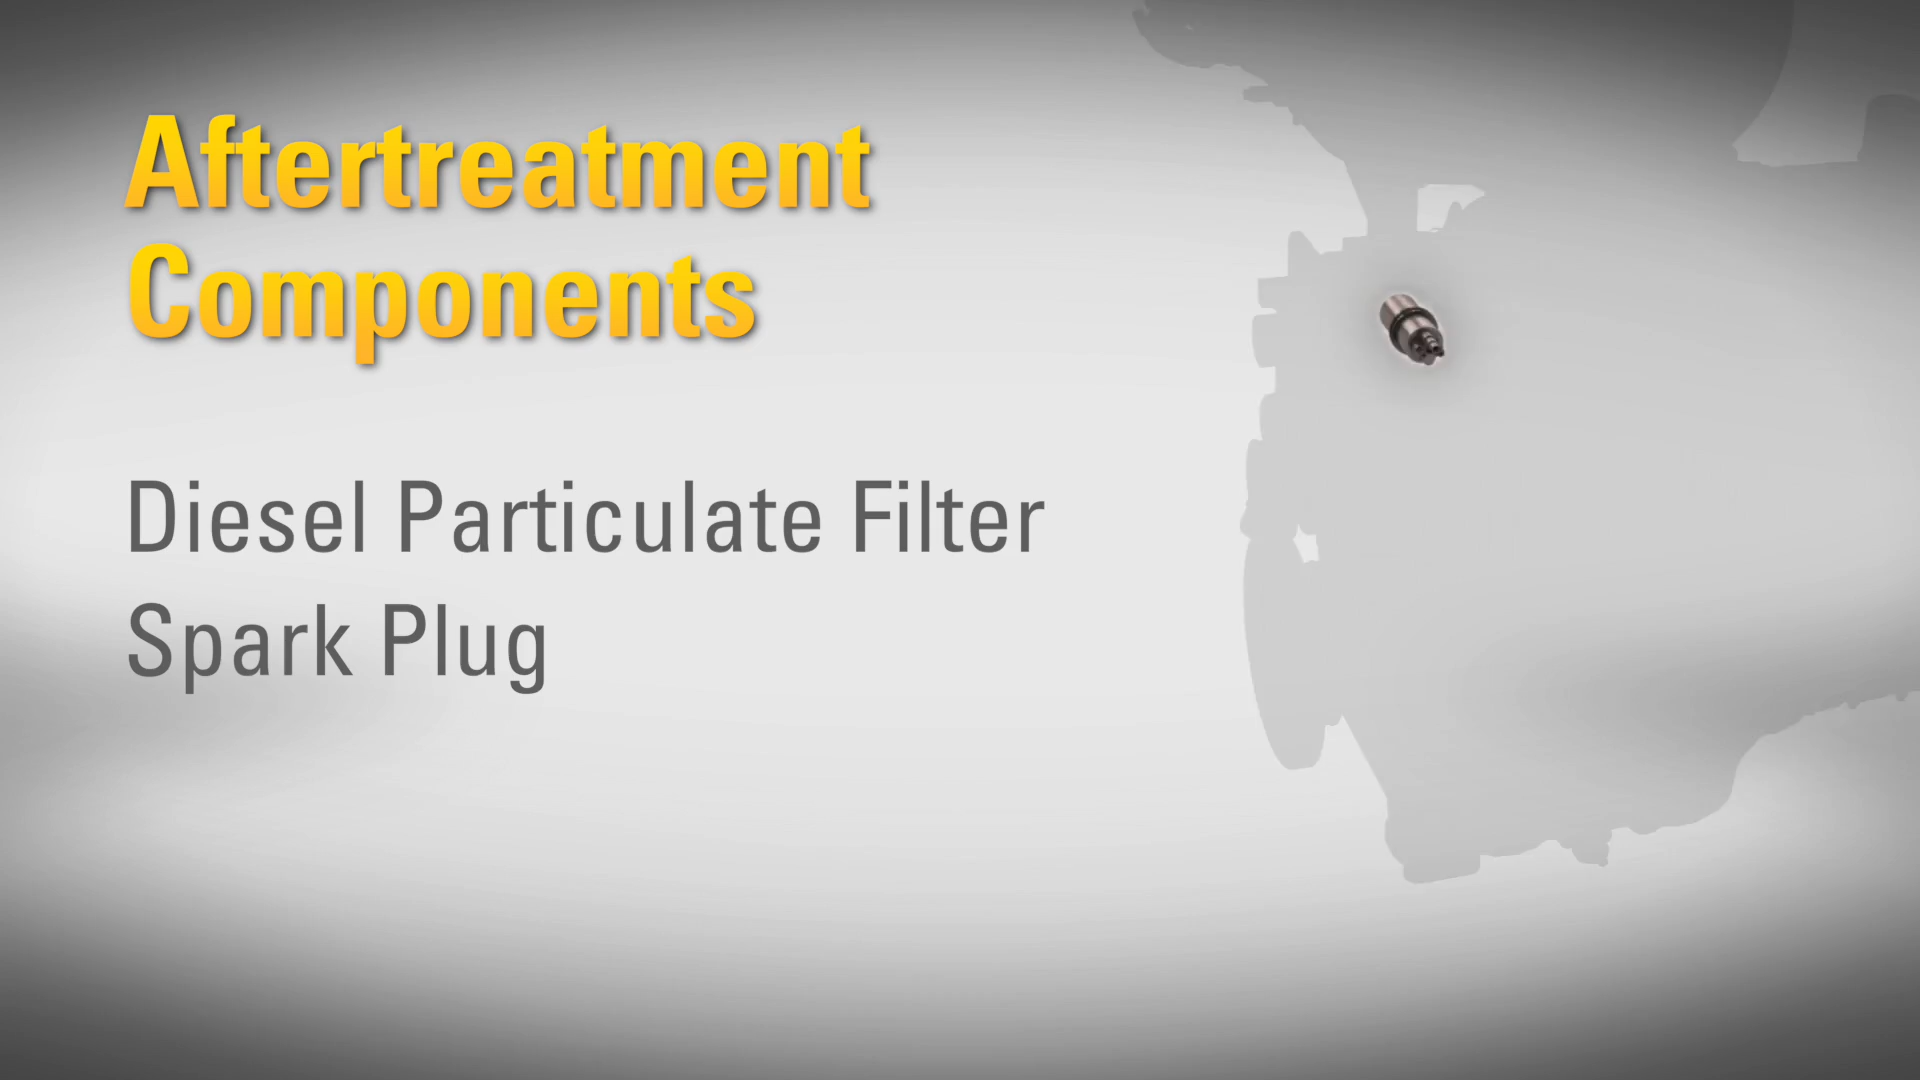 Aftertreatment
Components
Diesel Particulate Filter
Spark Plug